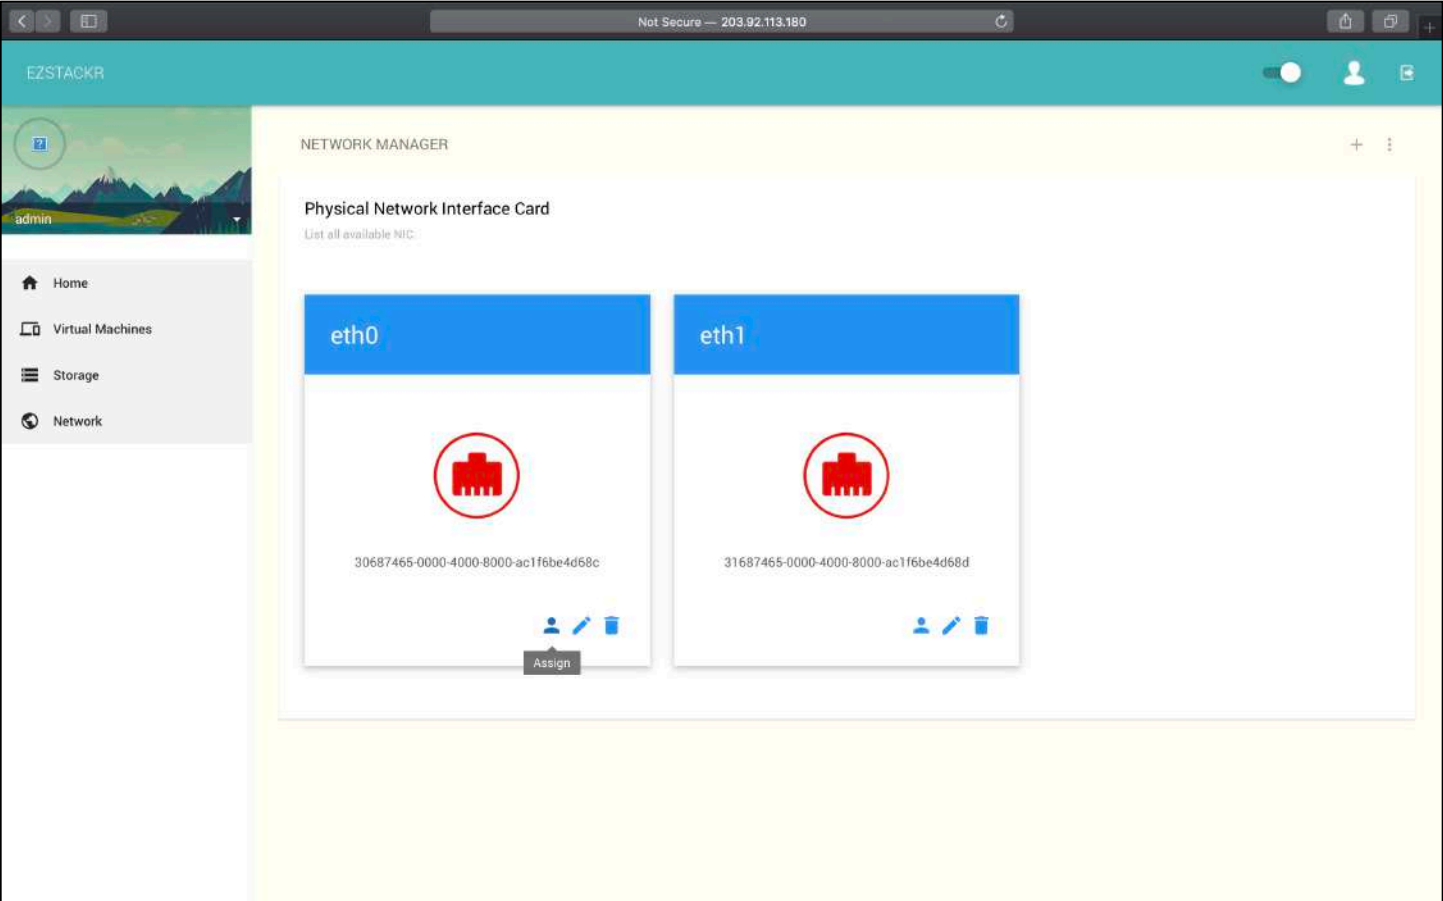 Not Secure — 203.92.113.180
EZSTACKR
admin
Home
Virtual Machines
Storage
Network
NETWORK MANAGER
Physical Network Interface Card
List all available NIC
eth0
30687465-0000-4000-8000-ac1f6be4d68c
Assign
eth1
31687465-0000-4000-8000-ac1f6be4d68d